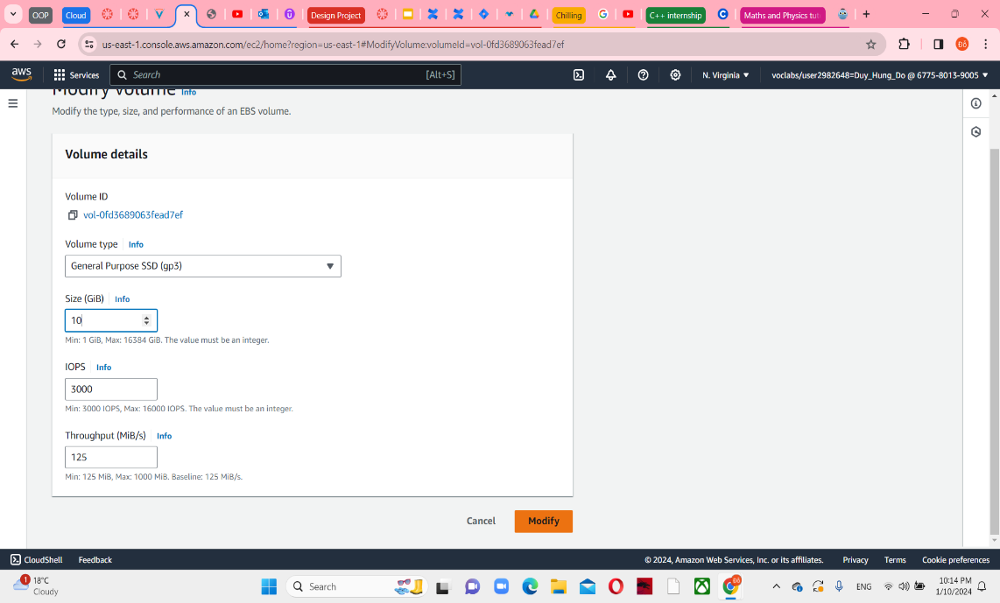 OOP
Cloud
Design Project
Chilling
C++ internship
Maths and Physics tut
us-east-1.console.aws.amazon.com/ec2/home?region=us-east-1#ModifyVolume:volumeId=vol-0fd3689063fead7ef
Đỗ
aws
Services
Search
[Alt+S]
N. Virginia
voclabs/user2982648=Duy_Hung_Do @ 6775-8013-9005
Modify volume Info
Modify the type, size, and performance of an EBS volume.
Volume details
Volume ID
vol-0fd3689063fead7ef
Volume type Info
General Purpose SSD (gp3)
Size (GiB) Info
10
Min: 1 GiB, Max: 16384 GiB. The value must be an integer.
IOPS Info
3000
Min: 3000 IOPS, Max: 16000 IOPS. The value must be an integer.
Throughput (MiB/s) Info
125
Min: 125 MiB, Max: 1000 MiB. Baseline: 125 MiB/s.
Cancel
Modify
CloudShell
Feedback
© 2024, Amazon Web Services, Inc. or its affiliates.
Privacy
Terms
Cookie preferences
1
18°C
Cloudy
Search
Đỗ
ENG
10:14 PM
1/10/2024